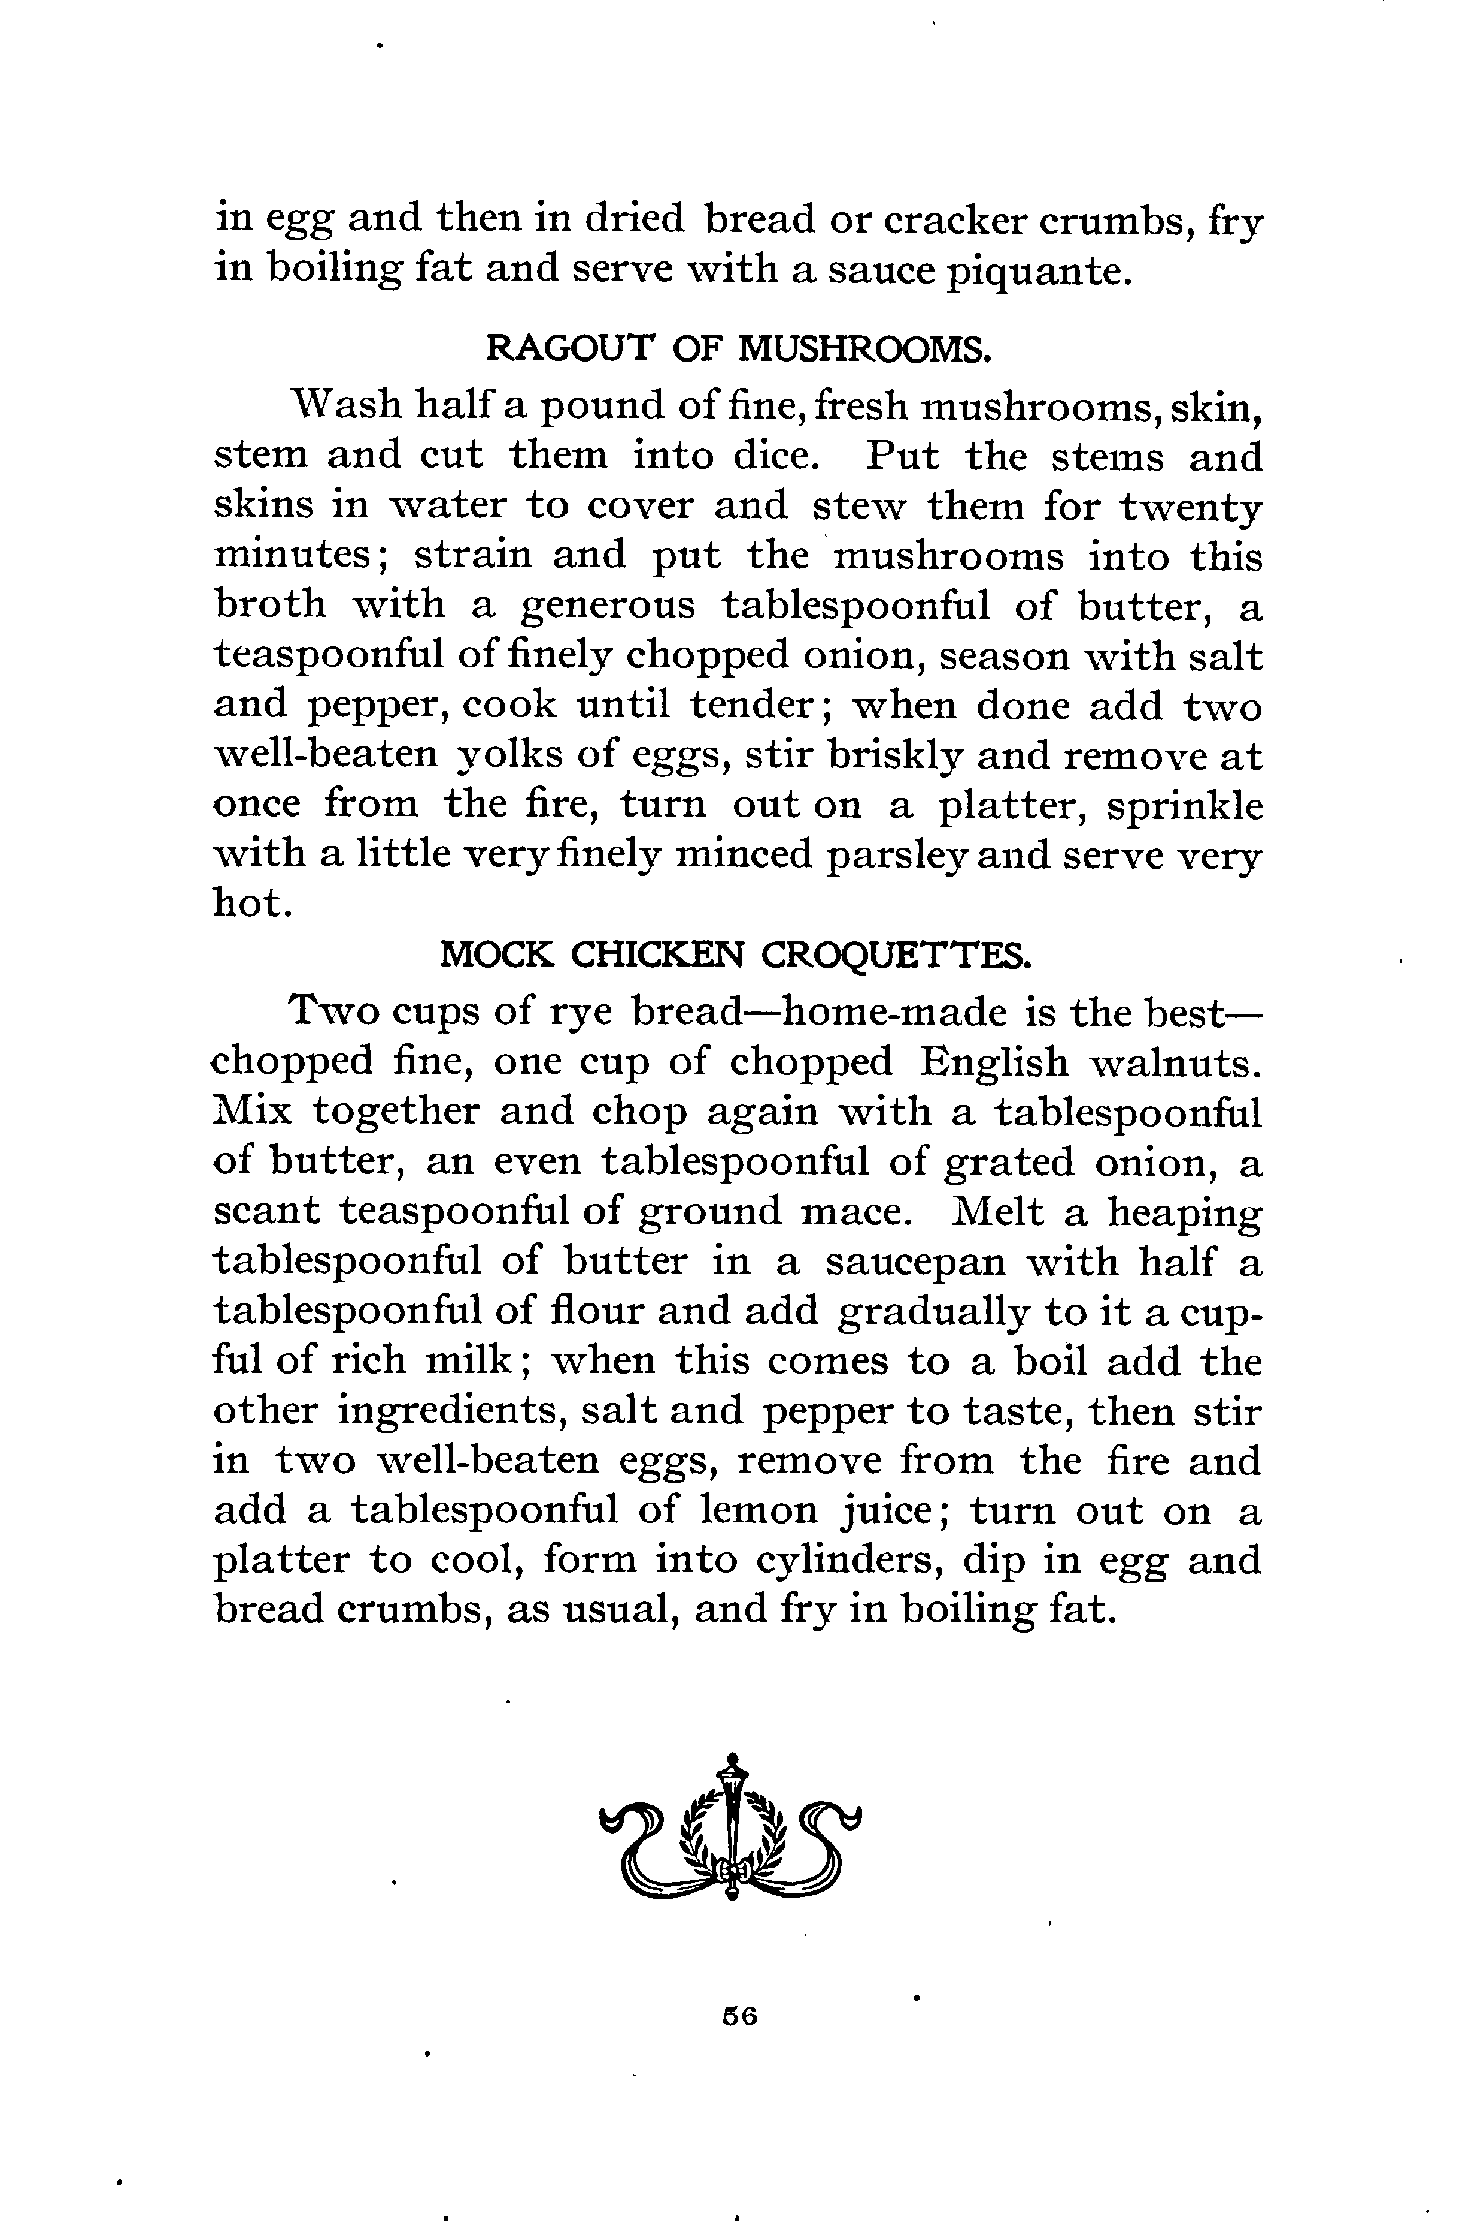 in egg and then in dried bread or cracker crumbs, fry
in boiling fat and serve with a sauce piquante.
RAGOUT OF MUSHROOMS.
Wash half a pound of fine, fresh mushrooms, skin,
stem and cut them into dice. Put the stems and
skins in water to cover and stew them for twenty
minutes; strain and put the mushrooms into this
broth with a generous tablespoonful of butter, a
teaspoonful of finely chopped onion, season with salt
and pepper, cook until tender; when done add two
well-beaten yolks of eggs, stir briskly and remove at
once from the fire, turn out on a platter, sprinkle
with a little very finely minced parsley and serve very
hot.
MOCK CHICKEN CROQUETTES.
Two cups of rye bread—home-made is the best—
chopped fine, one cup of chopped English walnuts.
Mix together and chop again with a tablespoonful
of butter, an even tablespoonful of grated onion, a
scant teaspoonful of ground mace. Melt a heaping
tablespoonful of butter in a saucepan with half a
tablespoonful of flour and add gradually to it a cup-
ful of rich milk; when this comes to a boil add the
other ingredients, salt and pepper to taste, then stir
in two well-beaten eggs, remove from the fire and
add a tablespoonful of lemon juice; turn out on a
platter to cool, form into cylinders, dip in egg and
bread crumbs, as usual, and fry in boiling fat.
56